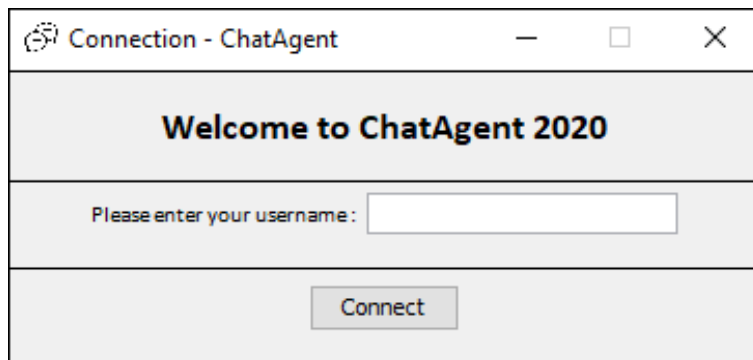 Connection - ChatAgent
Welcome to ChatAgent 2020
Please enter your username :
Connect